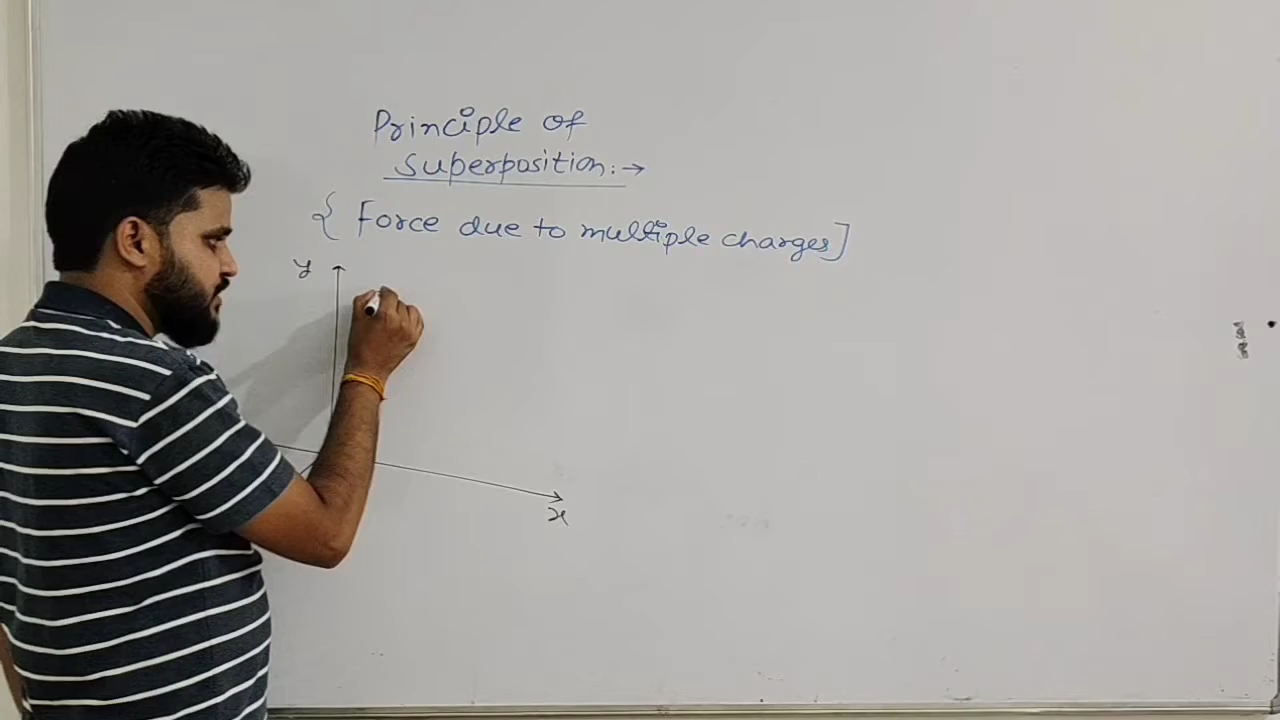 Principle of
superposition:→
{ Force due to multiple charges]
y
x